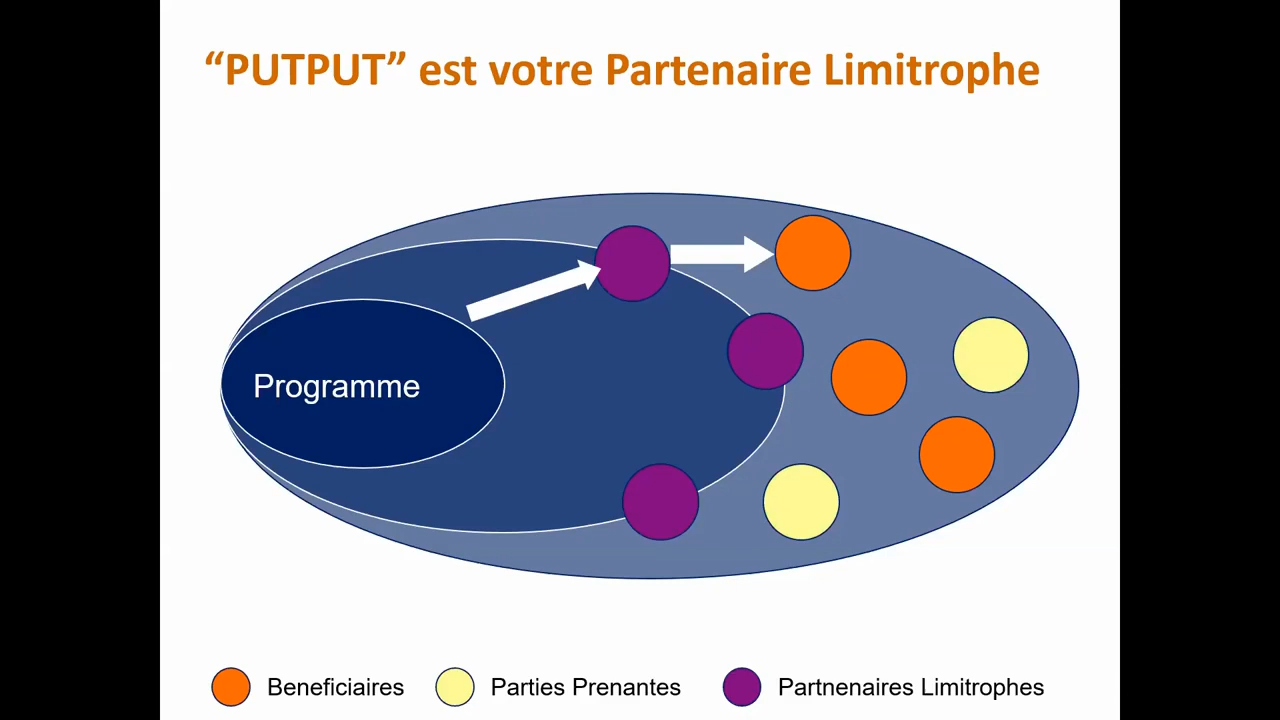 “PUTPUT” est votre Partenaire Limitrophe
Programme
Beneficiaires
Parties Prenantes
Partnenaires Limitrophes